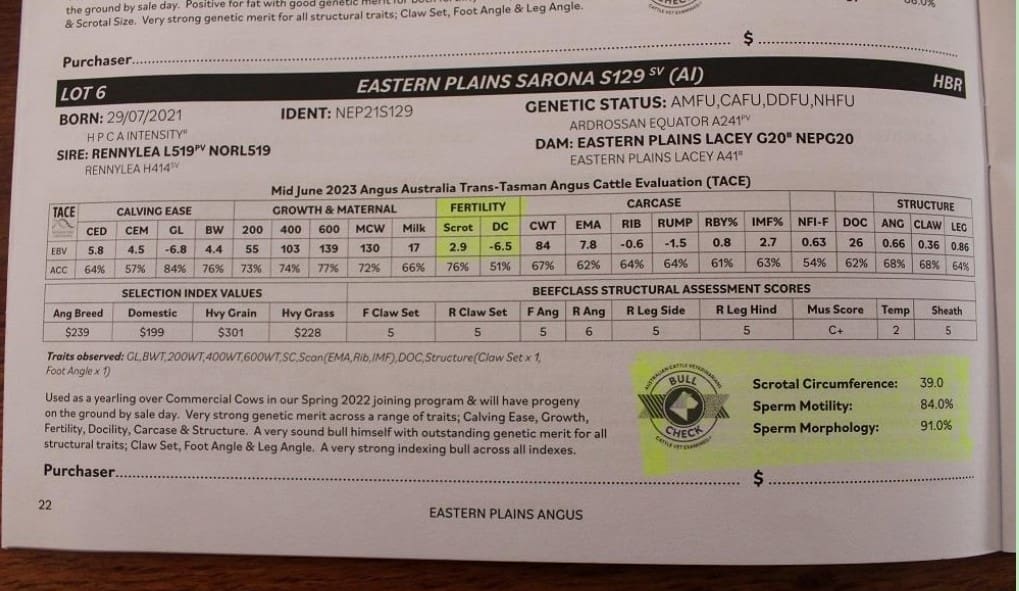 the ground by sale day. Positive for fat with good genetic merit for both
& Scrotal Size. Very strong genetic merit for all structural traits; Claw Set, Foot Angle & Leg Angle.
Purchaser............ $ ............
LOT 6 EASTERN PLAINS SARONA S129 SV (AI) HBR
BORN: 29/07/2021 IDENT: NEP21S129 GENETIC STATUS: AMFU,CAFU,DDFU,NHFU
H P C A INTENSITY# ARDROSSAN EQUATOR A241PV
SIRE: RENNYLEA L519PV NORL519 DAM: EASTERN PLAINS LACEY G20# NEPG20
RENNYLEA H414SV EASTERN PLAINS LACEY A41#
Mid June 2023 Angus Australia Trans-Tasman Angus Cattle Evaluation (TACE)
TACE CALVING EASE GROWTH & MATERNAL FERTILITY CARCASE STRUCTURE
CED CEM GL BW 200 400 600 MCW Milk Scrot DC CWT EMA RIB RUMP RBY% IMF% NFI-F DOC ANG CLAW LEG
EBV 5.8 4.5 -6.8 4.4 55 103 139 130 17 2.9 -6.5 84 7.8 -0.6 -1.5 0.8 2.7 0.63 26 0.66 0.36 0.86
ACC 64% 57% 84% 76% 73% 74% 77% 72% 66% 76% 51% 67% 62% 64% 64% 61% 63% 54% 62% 68% 68% 64%
SELECTION INDEX VALUES BEEFCLASS STRUCTURAL ASSESSMENT SCORES
Ang Breed Domestic Hvy Grain Hvy Grass F Claw Set R Claw Set F Ang R Ang R Leg Side R Leg Hind Mus Score Temp Sheath
$239 $199 $301 $228 5 5 5 6 5 5 C+ 2 5
Traits observed: GL,BWT,200WT,400WT,600WT,SC,Scan(EMA,Rib,IMF),DOC,Structure(Claw Set x 1,
Foot Angle x 1)
Used as a yearling over Commercial Cows in our Spring 2022 joining program & will have progeny
on the ground by sale day. Very strong genetic merit across a range of traits; Calving Ease, Growth,
Fertility, Docility, Carcase & Structure. A very sound bull himself with outstanding genetic merit for all
structural traits; Claw Set, Foot Angle & Leg Angle. A very strong indexing bull across all indexes.
AUSTRALIAN CATTLE VETERINARIANS
BULL
CHECK
CATTLE VET EXAMINED
Scrotal Circumference: 39.0
Sperm Motility: 84.0%
Sperm Morphology: 91.0%
Purchaser............ $ ............
22
EASTERN PLAINS ANGUS